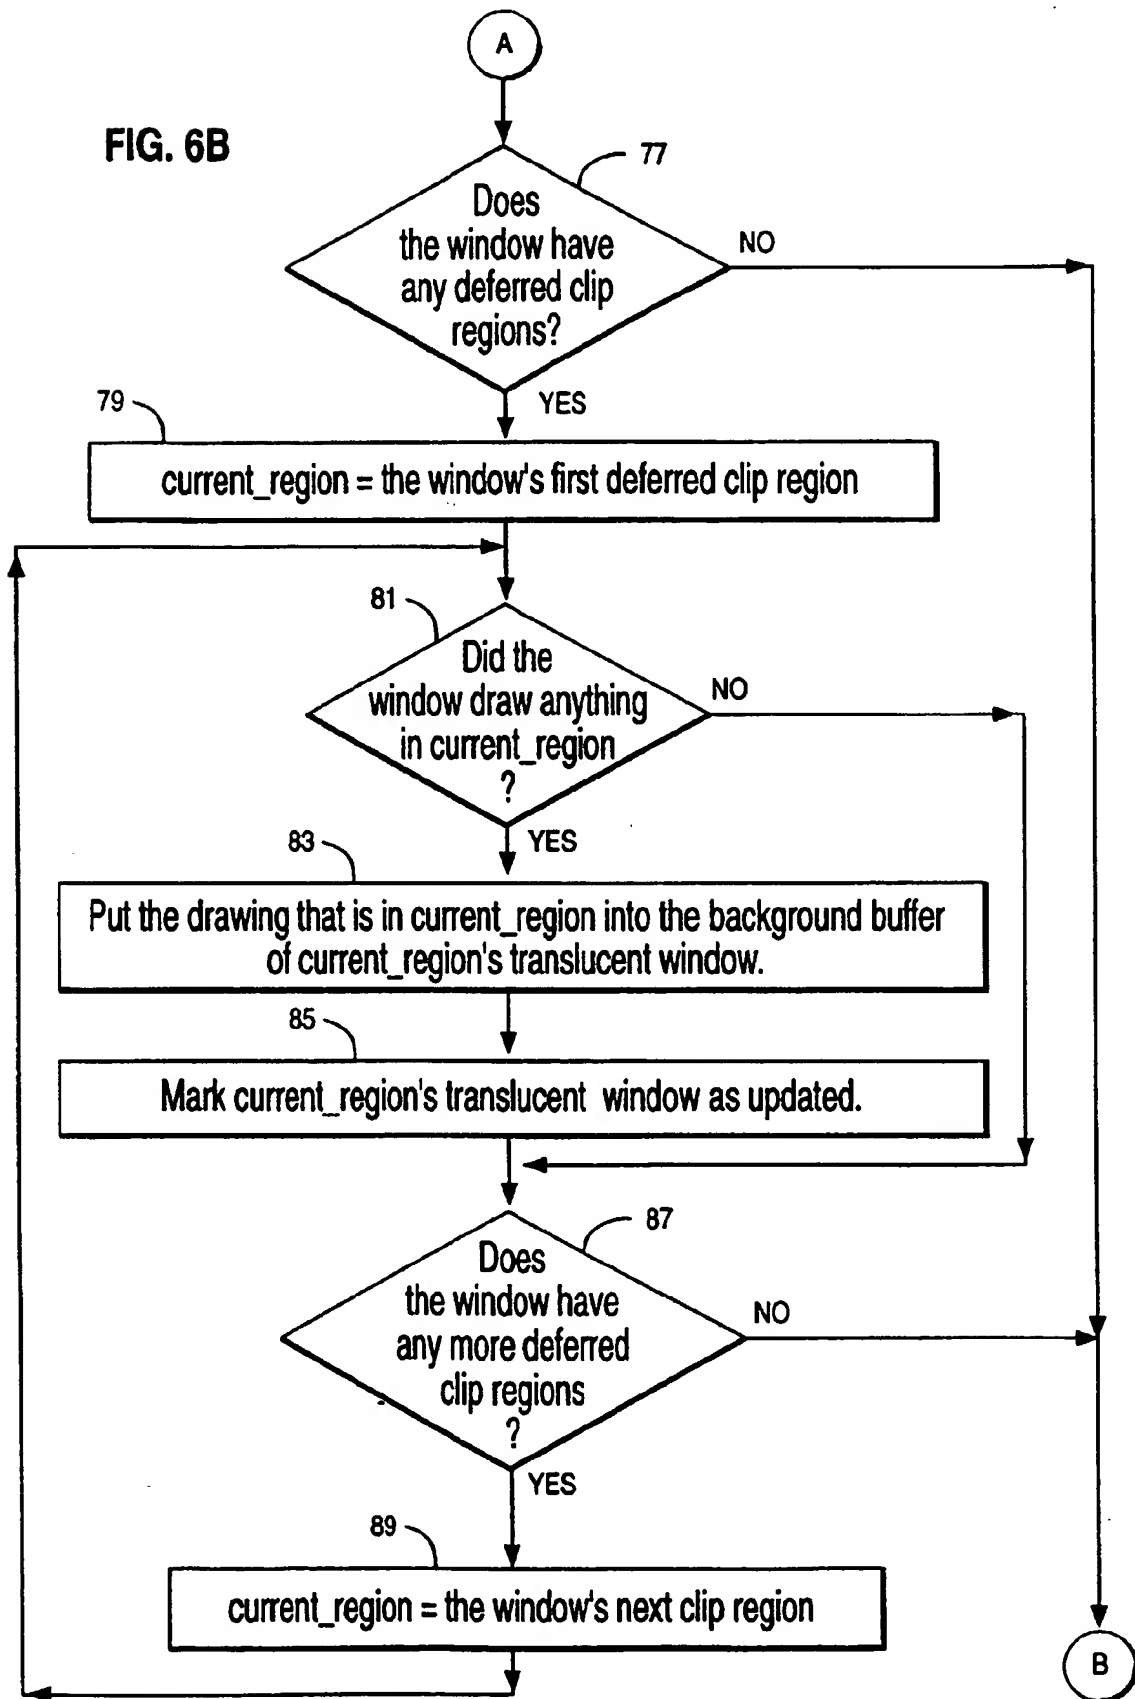 A
FIG. 6B
77
Does
the window have
any deferred clip
regions?
NO
YES
79
current_region = the window's first deferred clip region
81
Did the
window draw anything
in current_region
?
NO
YES
83
Put the drawing that is in current_region into the background buffer
of current_region's translucent window.
85
Mark current_region's translucent window as updated.
87
Does
the window have
any more deferred
clip regions
?
NO
YES
89
current_region = the window's next clip region
B